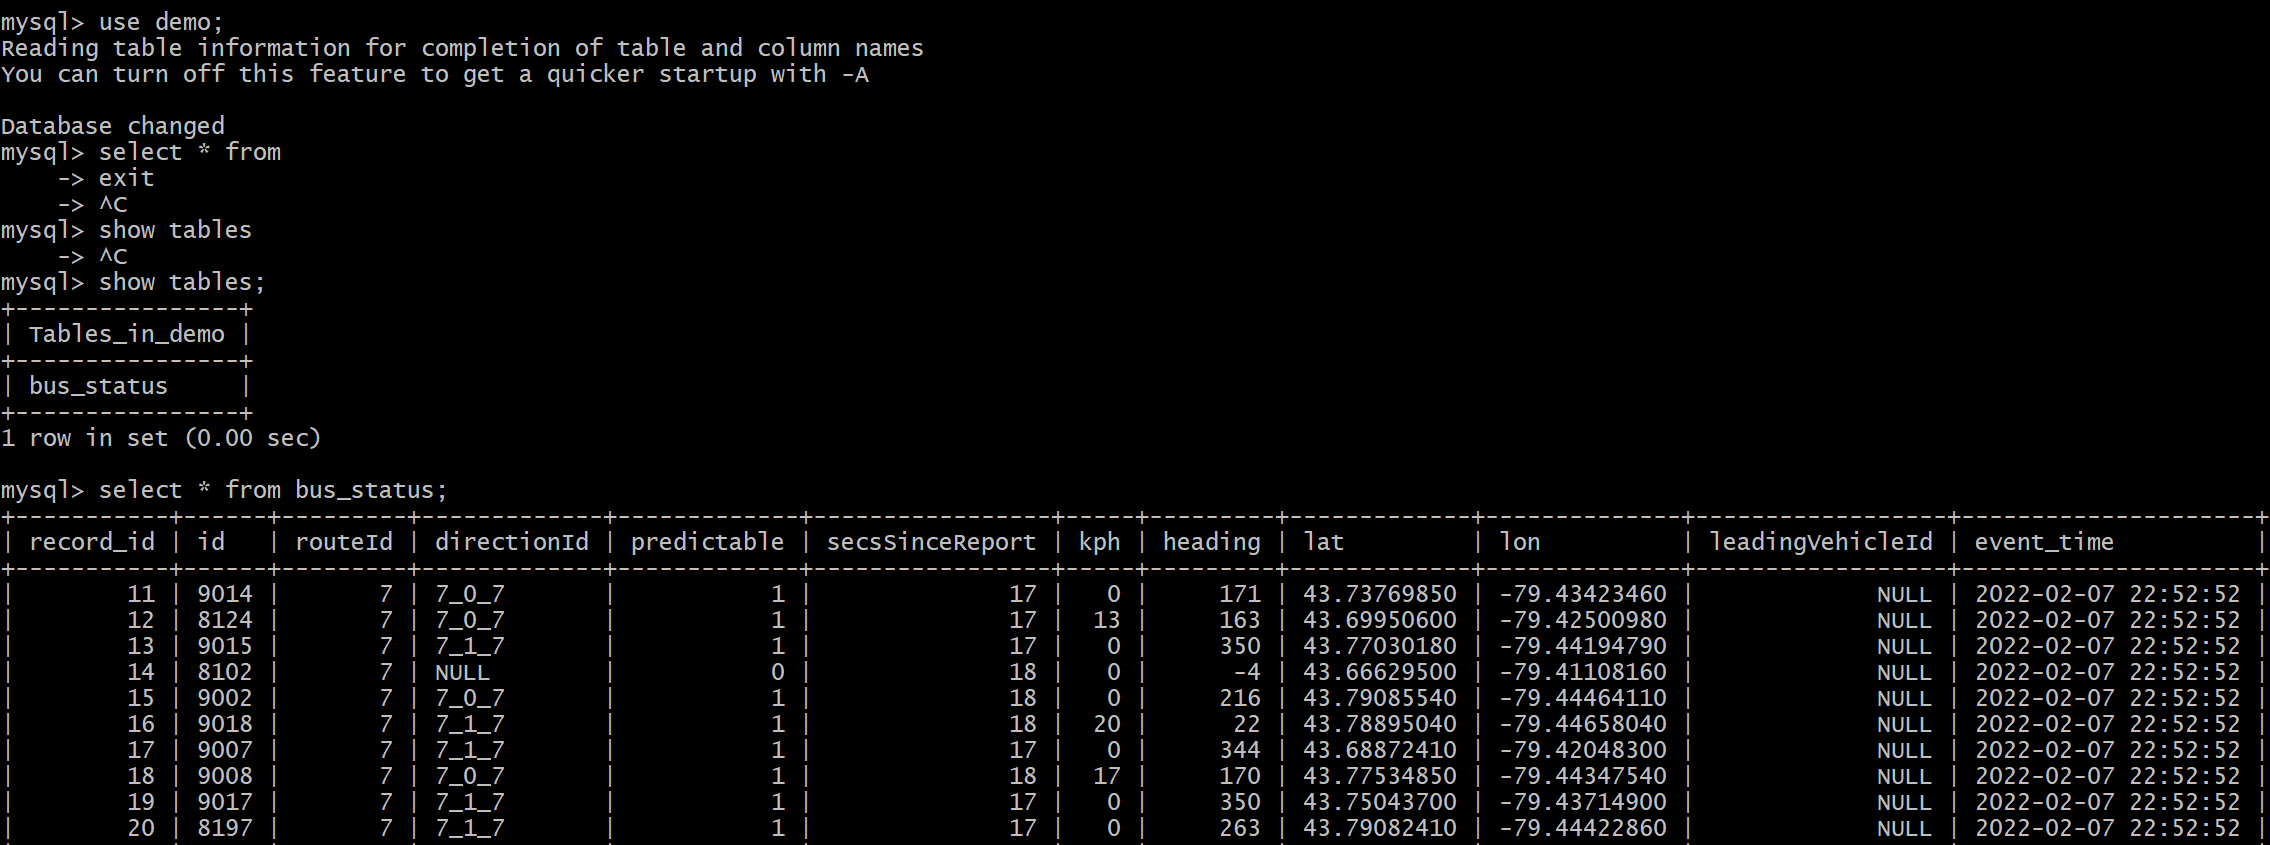 mysql> use demo;
Reading table information for completion of table and column names
You can turn off this feature to get a quicker startup with -A
Database changed
mysql> select * from
    -> exit
    -> ^C
mysql> show tables
    -> ^C
mysql> show tables;
+----------------+
| Tables_in_demo |
+----------------+
| bus_status     |
+----------------+
1 row in set (0.00 sec)
mysql> select * from bus_status;
+-----------+------+---------+-------------+-------------+-----------------+-----+---------+-------------+--------------+------------------+---------------------+
| record_id | id   | routeId | directionId | predictable | secsSinceReport | kph | heading | lat         | lon          | leadingVehicleId | event_time          |
+-----------+------+---------+-------------+-------------+-----------------+-----+---------+-------------+--------------+------------------+---------------------+
|        11 | 9014 |       7 | 7_0_7       |           1 |              17 |   0 |     171 | 43.73769850 | -79.43423460 |             NULL | 2022-02-07 22:52:52 |
|        12 | 8124 |       7 | 7_0_7       |           1 |              17 |  13 |     163 | 43.69950600 | -79.42500980 |             NULL | 2022-02-07 22:52:52 |
|        13 | 9015 |       7 | 7_1_7       |           1 |              17 |   0 |     350 | 43.77030180 | -79.44194790 |             NULL | 2022-02-07 22:52:52 |
|        14 | 8102 |       7 | NULL        |           0 |              18 |   0 |      -4 | 43.66629500 | -79.41108160 |             NULL | 2022-02-07 22:52:52 |
|        15 | 9002 |       7 | 7_0_7       |           1 |              18 |   0 |     216 | 43.79085540 | -79.44464110 |             NULL | 2022-02-07 22:52:52 |
|        16 | 9018 |       7 | 7_1_7       |           1 |              18 |  20 |      22 | 43.78895040 | -79.44658040 |             NULL | 2022-02-07 22:52:52 |
|        17 | 9007 |       7 | 7_1_7       |           1 |              17 |   0 |     344 | 43.68872410 | -79.42048300 |             NULL | 2022-02-07 22:52:52 |
|        18 | 9008 |       7 | 7_0_7       |           1 |              18 |  17 |     170 | 43.77534850 | -79.44347540 |             NULL | 2022-02-07 22:52:52 |
|        19 | 9017 |       7 | 7_1_7       |           1 |              17 |   0 |     350 | 43.75043700 | -79.43714900 |             NULL | 2022-02-07 22:52:52 |
|        20 | 8197 |       7 | 7_1_7       |           1 |              17 |   0 |     263 | 43.79082410 | -79.44422860 |             NULL | 2022-02-07 22:52:52 |